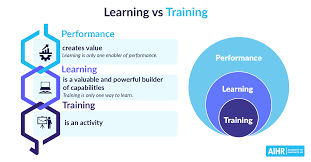 Learning vs Training
Performance
creates value
Learning is only one enabler of performance.
Learning
is a valuable and powerful builder
of capabilities
Training is only one way to learn.
Training
is an activity
Performance
Learning
Training
AIHR